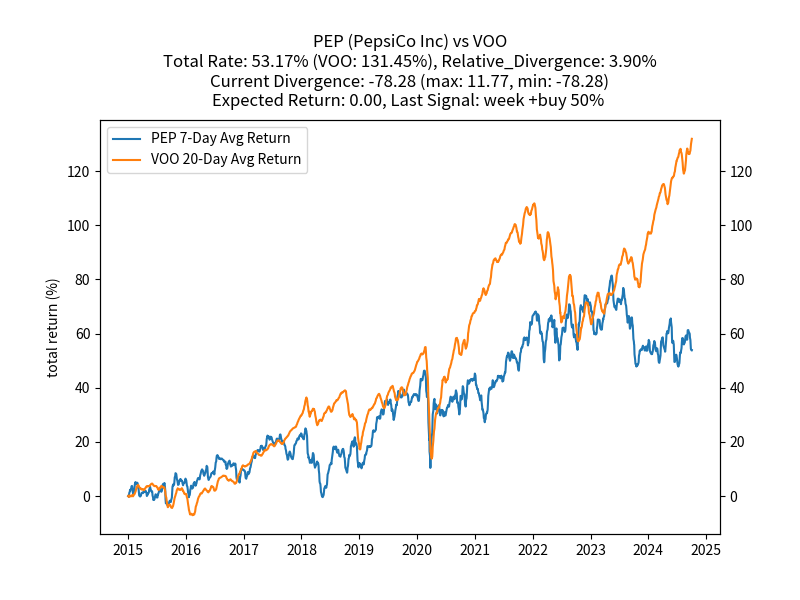 PEP (PepsiCo Inc) vs VOO
Total Rate: 53.17% (VOO: 131.45%), Relative_Divergence: 3.90%
Current Divergence: -78.28 (max: 11.77, min: -78.28)
Expected Return: 0.00, Last Signal: week +buy 50%
PEP 7-Day Avg Return
VOO 20-Day Avg Return
total return (%)
120 120
100 100
80 80
60 60
40 40
20 20
0 0
2015 2016 2017 2018 2019 2020 2021 2022 2023 2024 2025